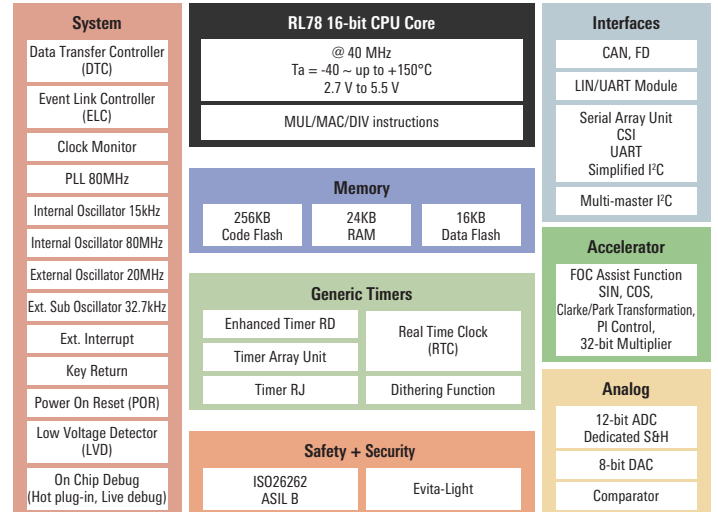 System
Data Transfer Controller
(DTC)
Event Link Controller
(ELC)
Clock Monitor
PLL 80MHz
Internal Oscillator 15kHz
Internal Oscillator 80MHz
External Oscillator 20MHz
Ext. Sub Oscillator 32.7kHz
Ext. Interrupt
Key Return
Power On Reset (POR)
Low Voltage Detector
(LVD)
On Chip Debug
(Hot plug-in, Live debug)
RL78 16-bit CPU Core
@ 40 MHz
Ta = -40 ~ up to +150°C
2.7 V to 5.5 V
MUL/MAC/DIV instructions
Memory
256KB
Code Flash
24KB
RAM
16KB
Data Flash
Generic Timers
Enhanced Timer RD
Timer Array Unit
Timer RJ
Real Time Clock
(RTC)
Dithering Function
Safety + Security
ISO26262
ASIL B
Evita-Light
Interfaces
CAN, FD
LIN/UART Module
Serial Array Unit
CSI
UART
Simplified I²C
Multi-master I²C
Accelerator
FOC Assist Function
SIN, COS,
Clarke/Park Transformation,
PI Control,
32-bit Multiplier
Analog
12-bit ADC
Dedicated S&H
8-bit DAC
Comparator